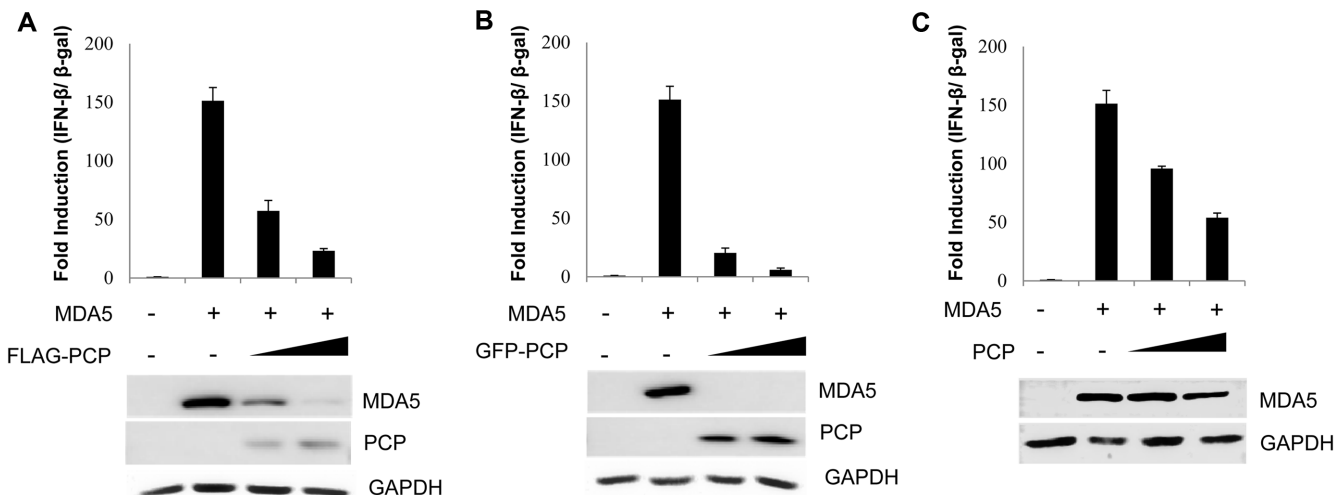 A
Fold Induction (IFN-β/ β-gal)
200
150
100
50
0
MDA5 - + + +
FLAG-PCP - -
MDA5
PCP
GAPDH
B
Fold Induction (IFN-β/ β-gal)
200
150
100
50
0
MDA5 - + + +
GFP-PCP - -
MDA5
PCP
GAPDH
C
Fold Induction (IFN-β/ β-gal)
200
150
100
50
0
MDA5 - + + +
PCP - -
MDA5
GAPDH